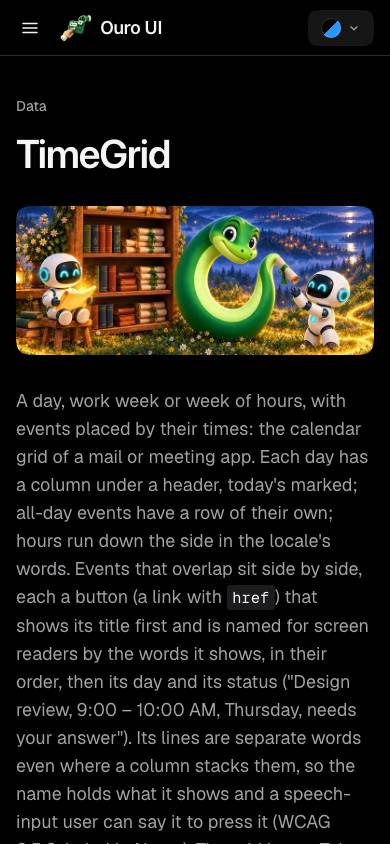 Ouro UI
Data
TimeGrid
A day, work week or week of hours, with
events placed by their times: the calendar
grid of a mail or meeting app. Each day has
a column under a header, today's marked;
all-day events have a row of their own;
hours run down the side in the locale's
words. Events that overlap sit side by side,
each a button (a link with href) that
shows its title first and is named for screen
readers by the words it shows, in their
order, then its day and its status ("Design
review, 9:00 – 10:00 AM, Thursday, needs
your answer"). Its lines are separate words
even where a column stacks them, so the
name holds what it shows and a speech-
input user can say it to press it (WCAG